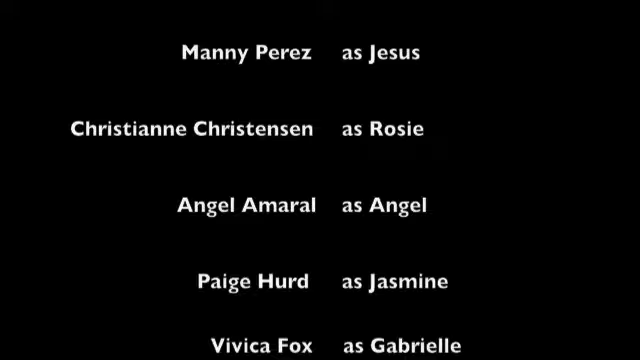 Manny Perez as Jesus
Christianne Christensen as Rosie
Angel Amaral as Angel
Paige Hurd as Jasmine
Vivica Fox as Gabrielle